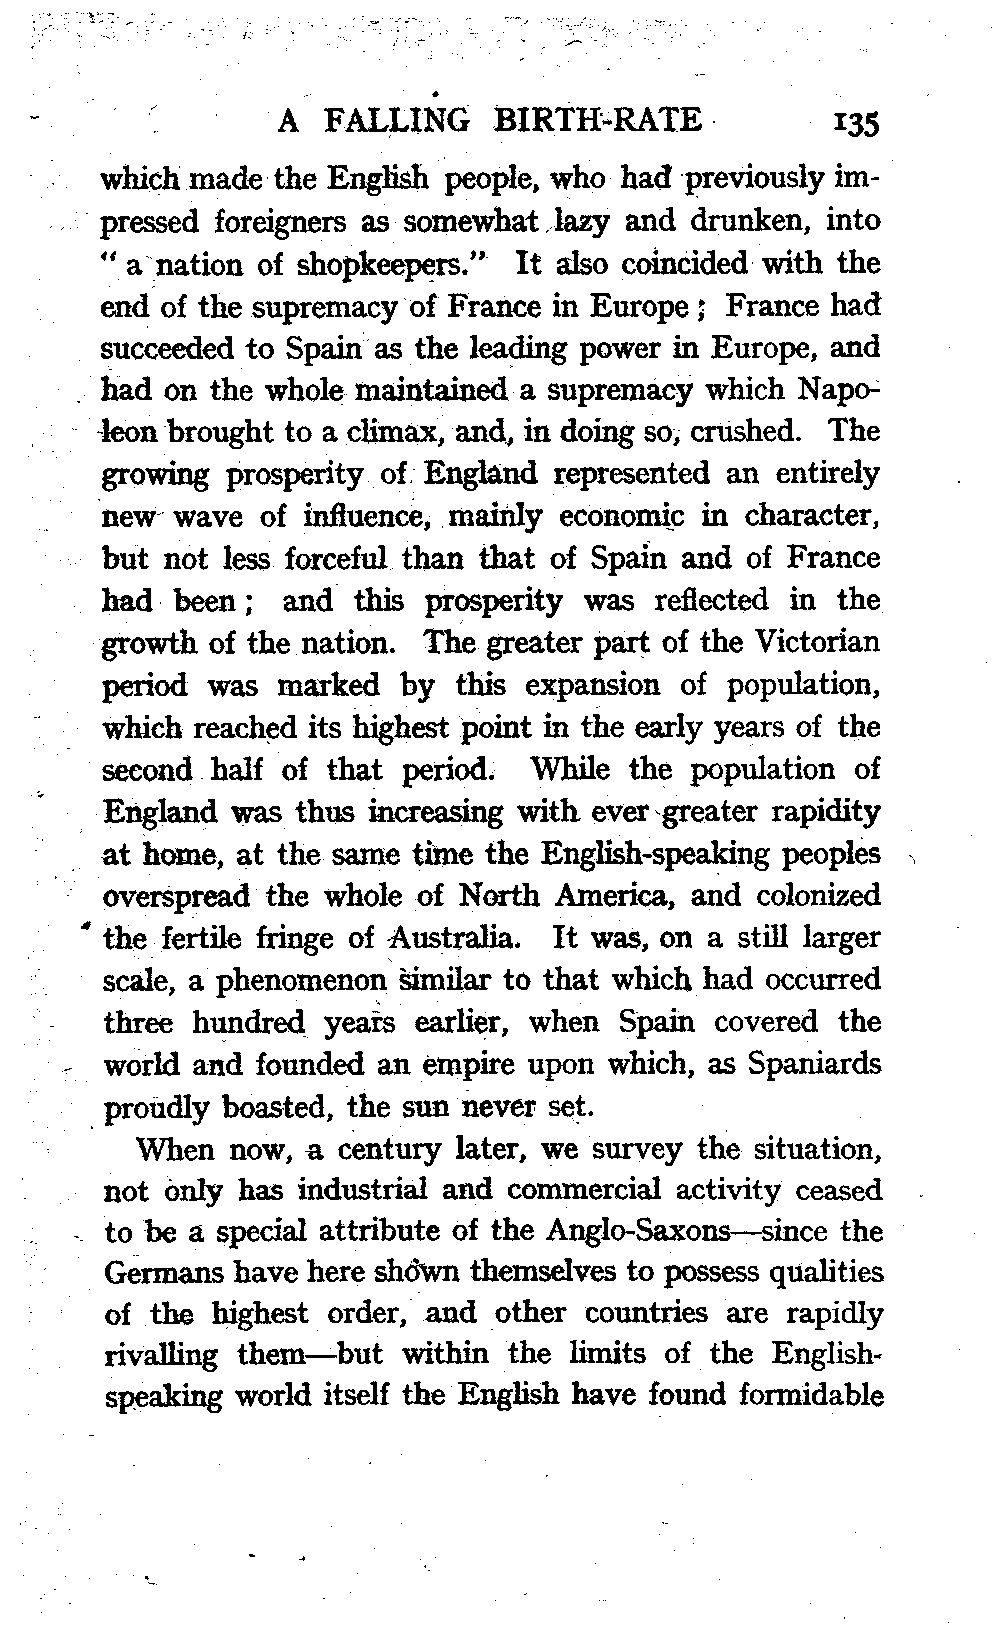 A FALLING BIRTH-RATE 135
which made the English people, who had previously im-
pressed foreigners as somewhat lazy and drunken, into
" a nation of shopkeepers." It also coincided with the
end of the supremacy of France in Europe ; France had
succeeded to Spain as the leading power in Europe, and
had on the whole maintained a supremacy which Napo-
leon brought to a climax, and, in doing so, crushed. The
growing prosperity of England represented an entirely
new wave of influence, mainly economic in character,
but not less forceful than that of Spain and of France
had been ; and this prosperity was reflected in the
growth of the nation. The greater part of the Victorian
period was marked by this expansion of population,
which reached its highest point in the early years of the
second half of that period. While the population of
England was thus increasing with ever greater rapidity
at home, at the same time the English-speaking peoples
overspread the whole of North America, and colonized
the fertile fringe of Australia. It was, on a still larger
scale, a phenomenon similar to that which had occurred
three hundred years earlier, when Spain covered the
world and founded an empire upon which, as Spaniards
proudly boasted, the sun never set.
When now, a century later, we survey the situation,
not only has industrial and commercial activity ceased
to be a special attribute of the Anglo-Saxons—since the
Germans have here shown themselves to possess qualities
of the highest order, and other countries are rapidly
rivalling them—but within the limits of the English-
speaking world itself the English have found formidable